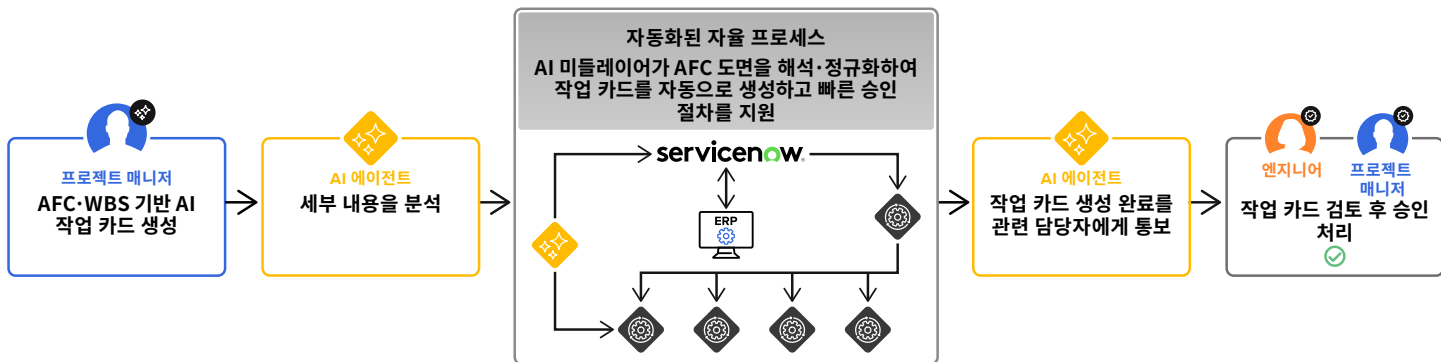 자동화된 자율 프로세스
AI 미들레이어가 AFC 도면을 해석·정규화하여
작업 카드를 자동으로 생성하고 빠른 승인
절차를 지원
프로젝트 매니저
AFC·WBS 기반 AI
작업 카드 생성
AI 에이전트
세부 내용을 분석
servicenow
ERP
AI 에이전트
작업 카드 생성 완료를
관련 담당자에게 통보
엔지니어
프로젝트
매니저
작업 카드 검토 후 승인
처리